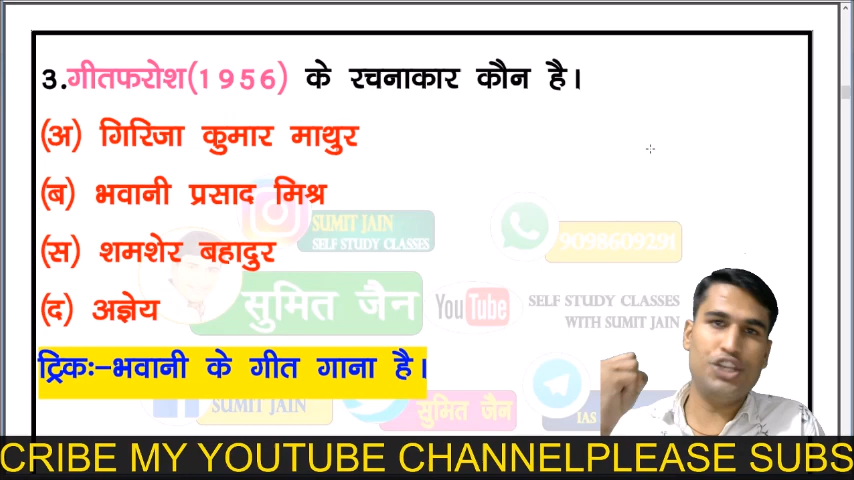 3.गीतफरोश(1956) के रचनाकार कौन है।
(अ) गिरिजा कुमार माथुर
(ब) भवानी प्रसाद मिश्र
(स) शमशेर बहादुर
(द) अज्ञेय
ट्रिकः-भवानी के गीत गाना है।
SUMIT JAIN
SELF STUDY CLASSES
9098609291
सुमित जैन
YouTube
SELF STUDY CLASSES
WITH SUMIT JAIN
SUMIT JAIN
सुमित जैन
IAS
CRIBE MY YOUTUBE CHANNELPLEASE SUBS